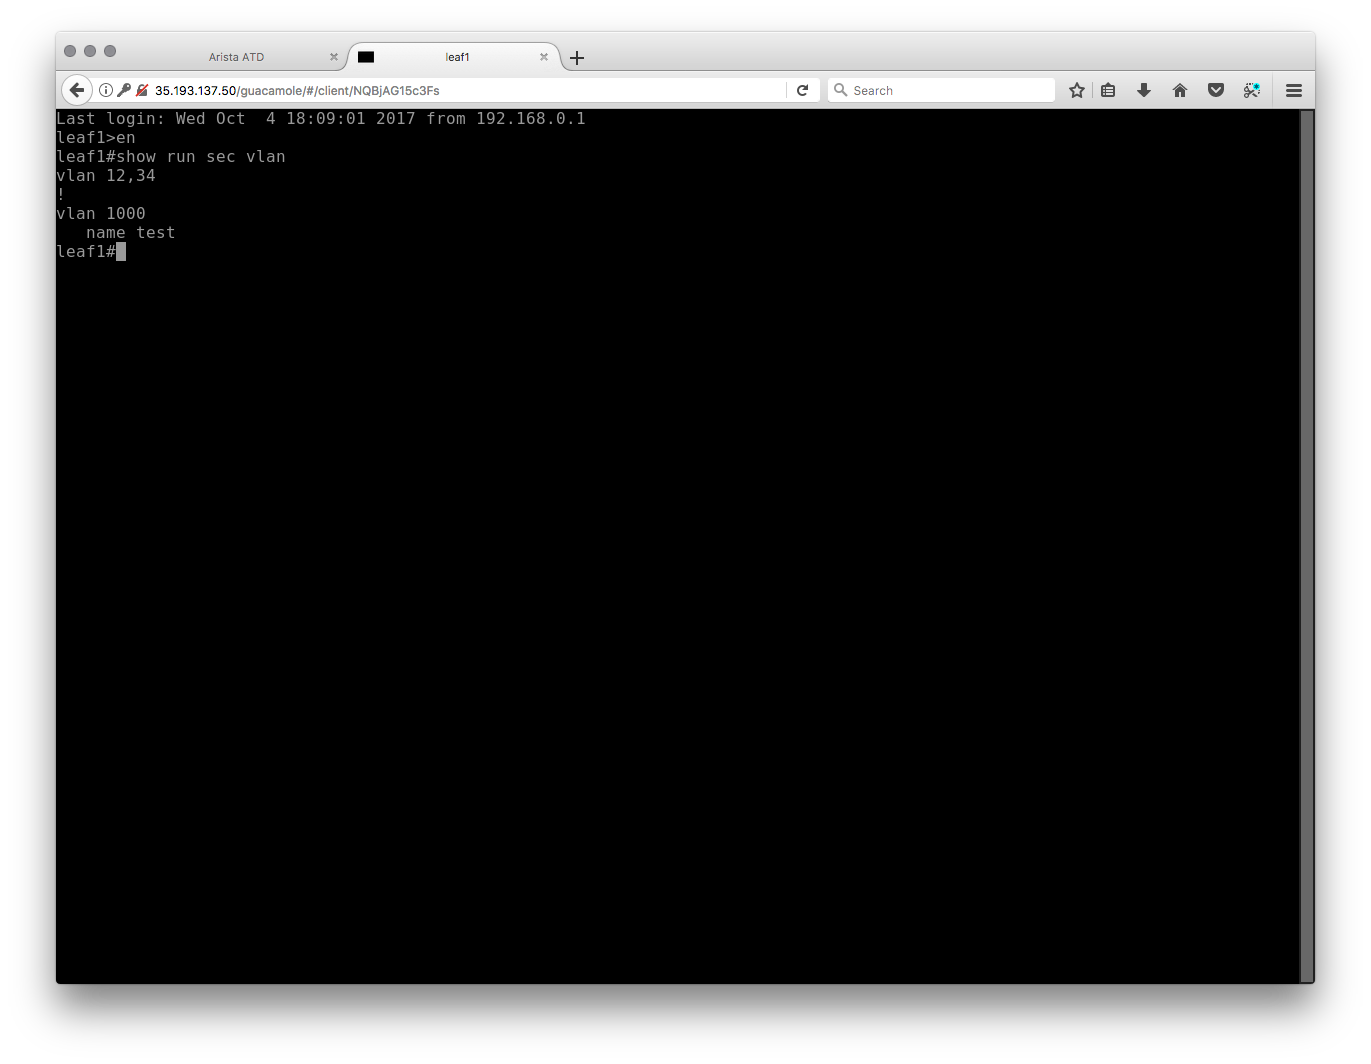 Arista ATD
leaf1
35.193.137.50/guacamole/#/client/NQBjAG15c3Fs
Search
Last login: Wed Oct  4 18:09:01 2017 from 192.168.0.1
leaf1>en
leaf1#show run sec vlan
vlan 12,34
!
vlan 1000
   name test
leaf1#